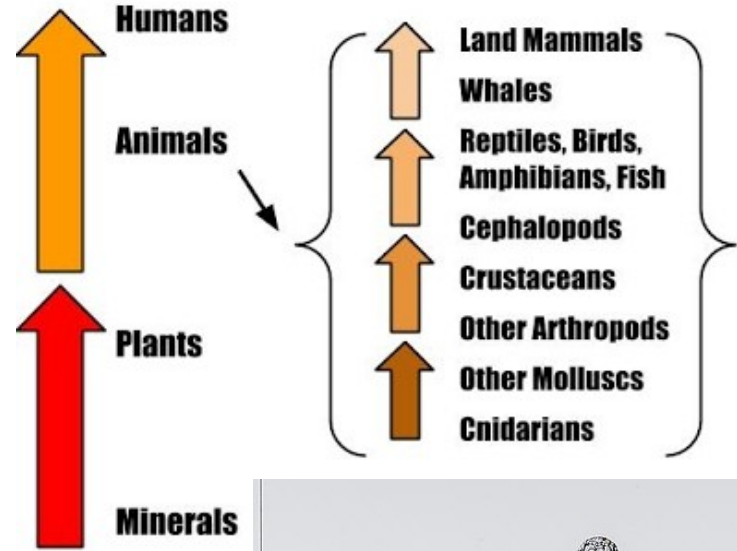 Humans
Animals
Plants
Minerals
Land Mammals
Whales
Reptiles, Birds,
Amphibians, Fish
Cephalopods
Crustaceans
Other Arthropods
Other Molluscs
Cnidarians